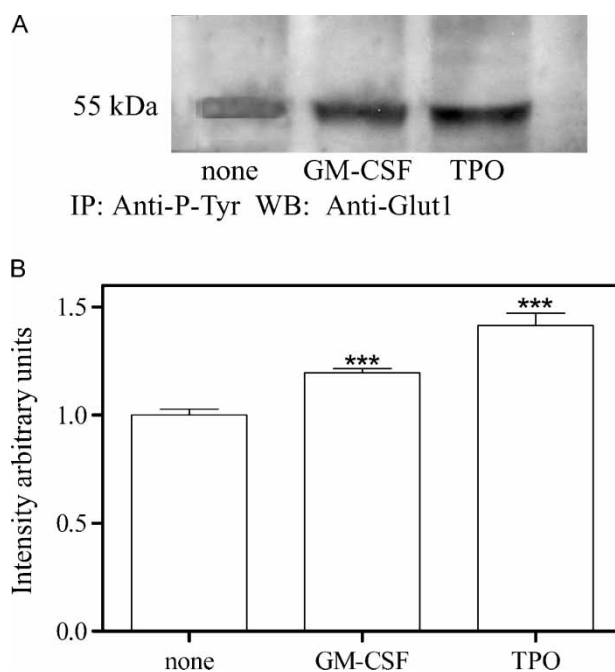 A
55 kDa
none GM-CSF TPO
IP: Anti-P-Tyr WB: Anti-Glut1
B
Intensity arbitrary units
1.5
1.0
0.5
0.0
***
***
none GM-CSF TPO